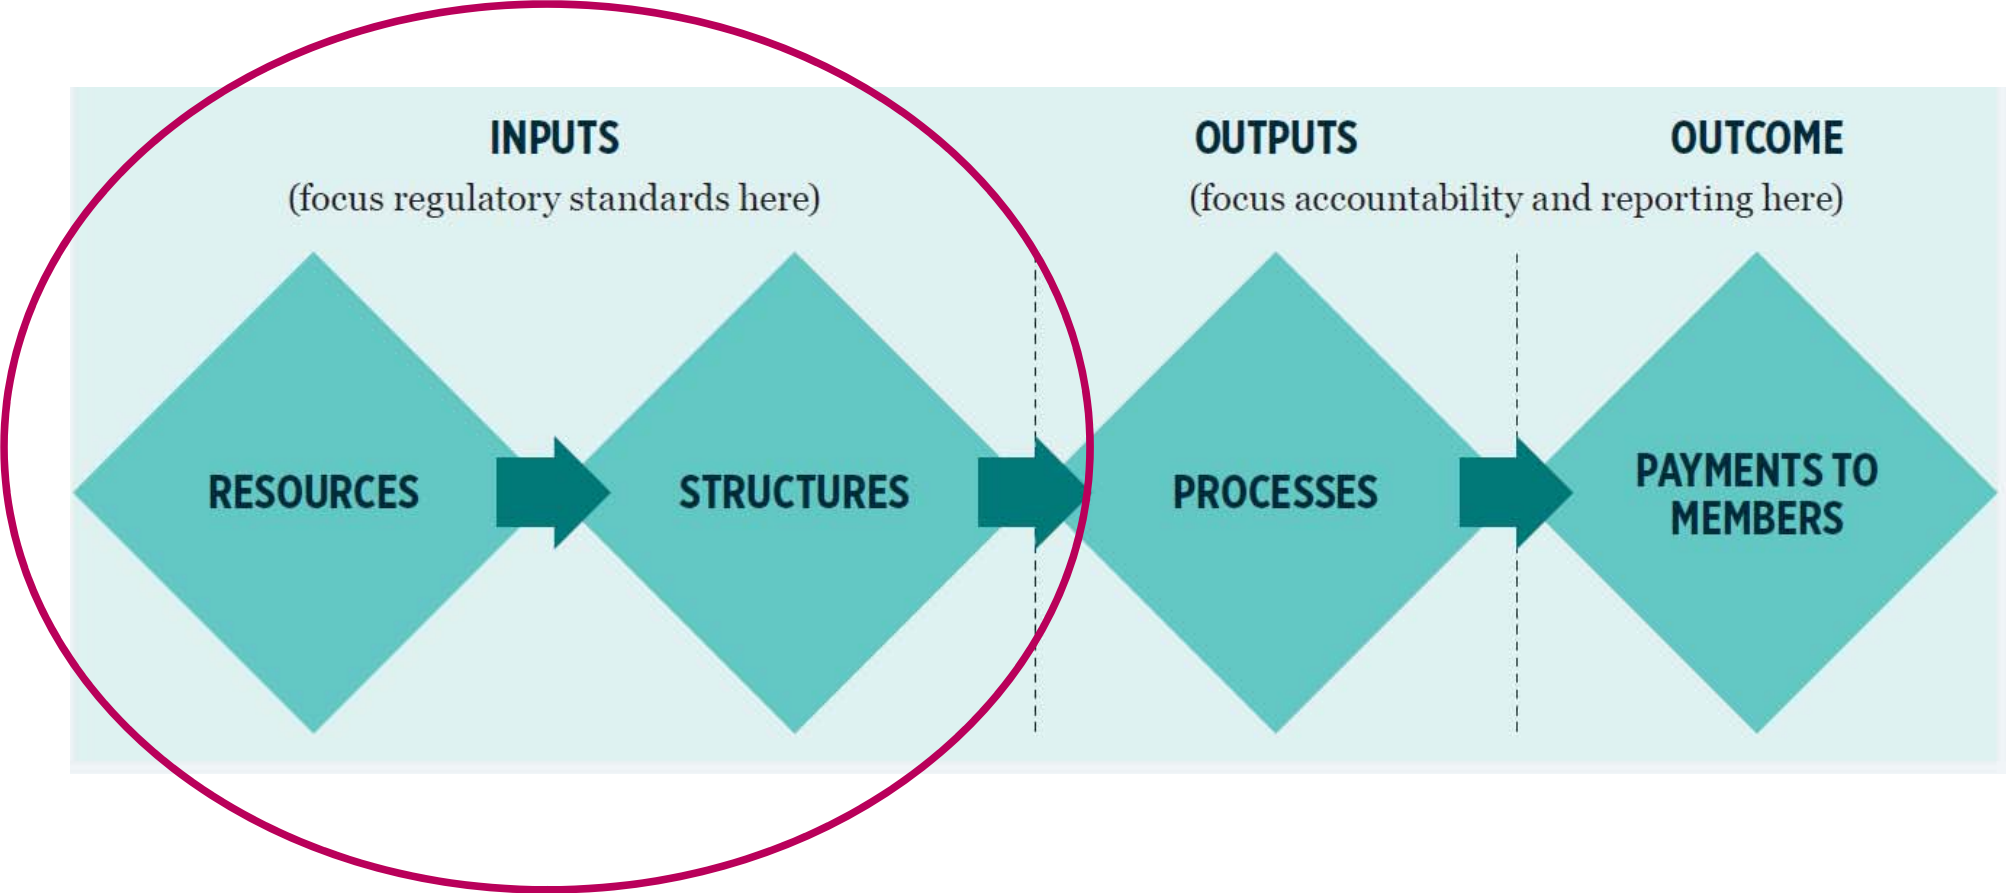 INPUTS
(focus regulatory standards here)
OUTPUTS
OUTCOME
(focus accountability and reporting here)
RESOURCES
STRUCTURES
PROCESSES
PAYMENTS TO
MEMBERS